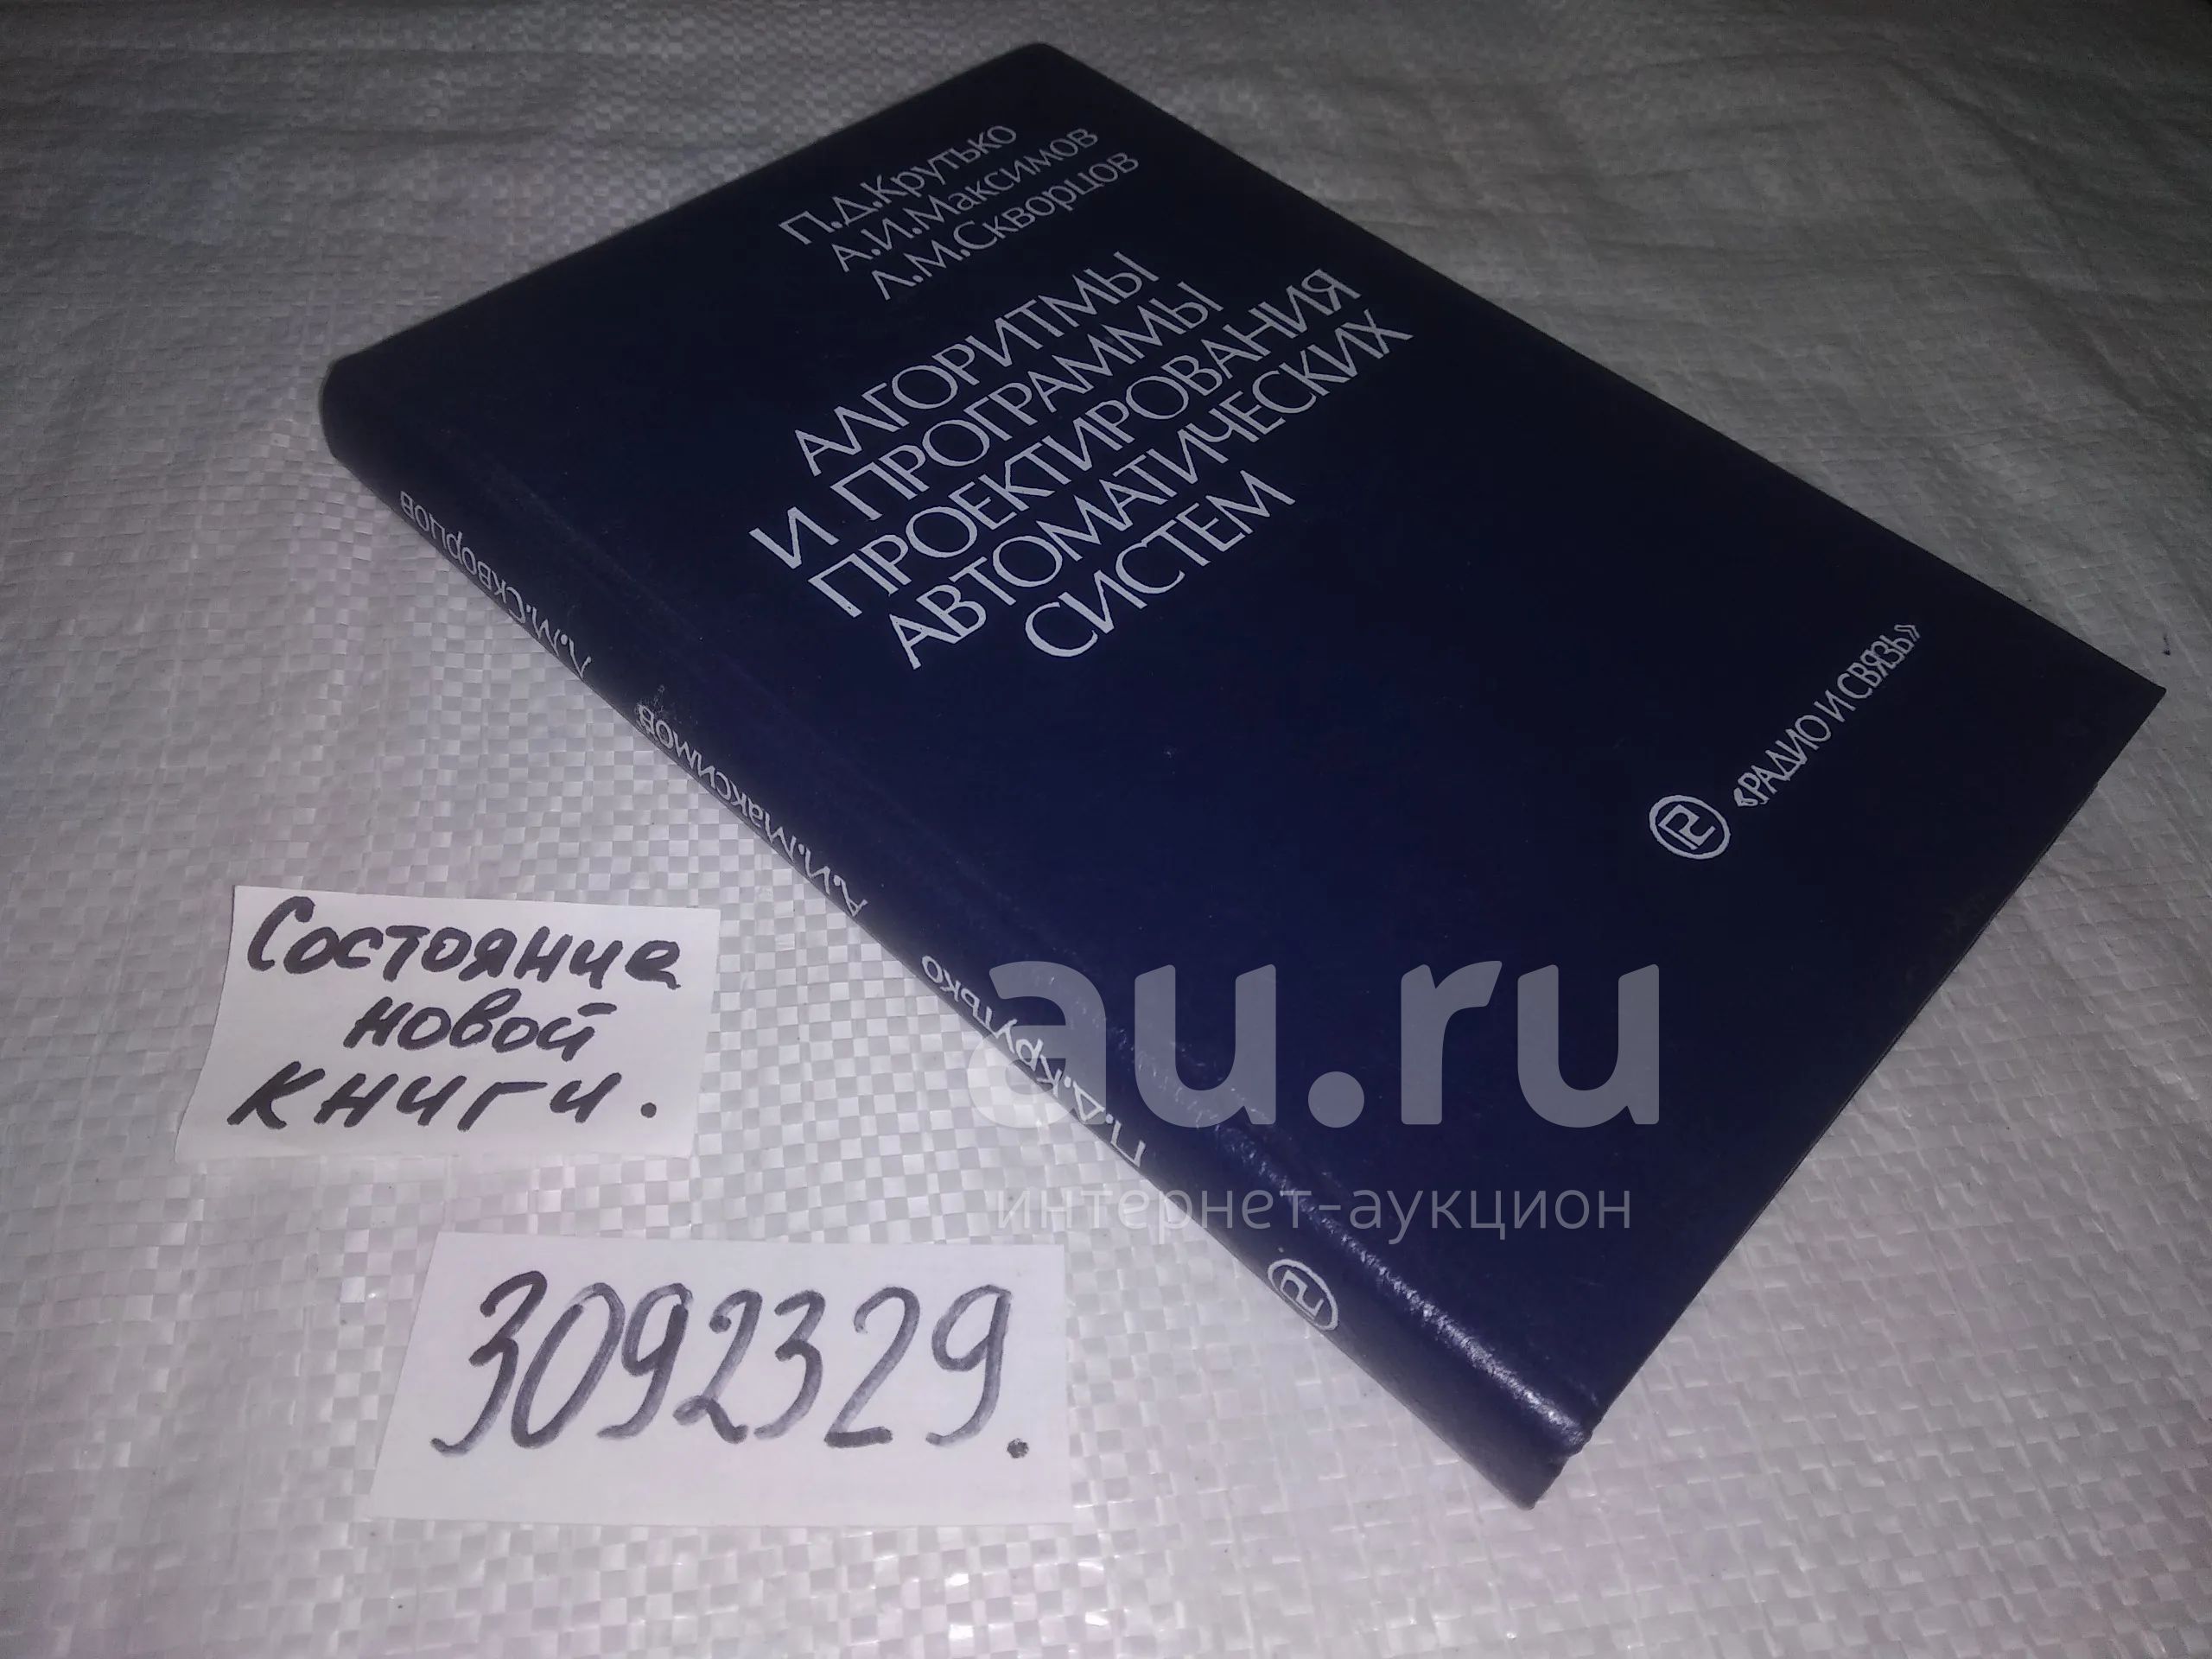 П.Д.Крутько
А.И.Максимов
Л.М.Скворцов
АЛГОРИТМЫ
И ПРОГРАММЫ
ПРОЕКТИРОВАНИЯ
АВТОМАТИЧЕСКИХ
СИСТЕМ
«РАДИО И СВЯЗЬ»
П.Д.Крутько А.И.Максимов Л.М.Скворцов
Состояние
новой
книги.
3092329.
au.ru
интернет-аукцион